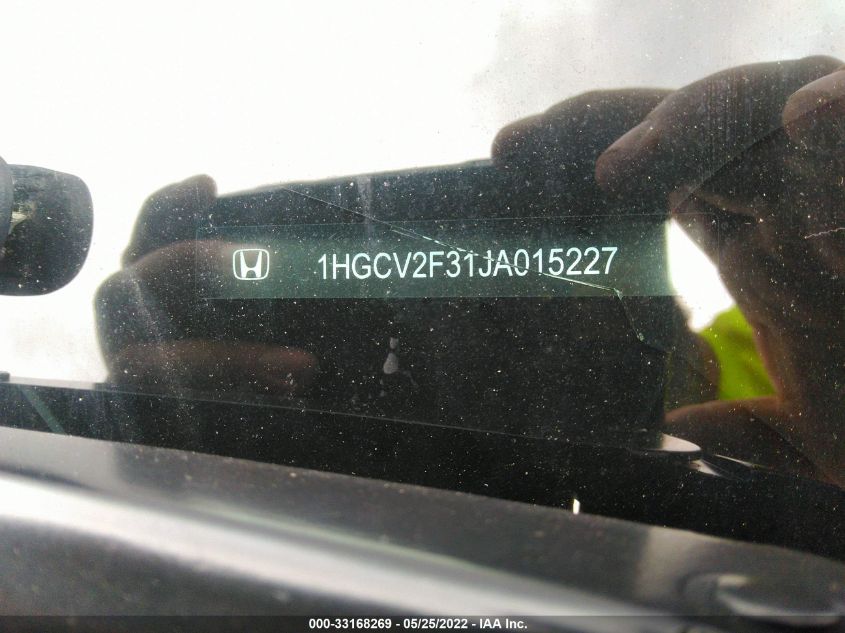 1HGCV2F31JA015227
000-33168269 - 05/25/2022 - IAA Inc.